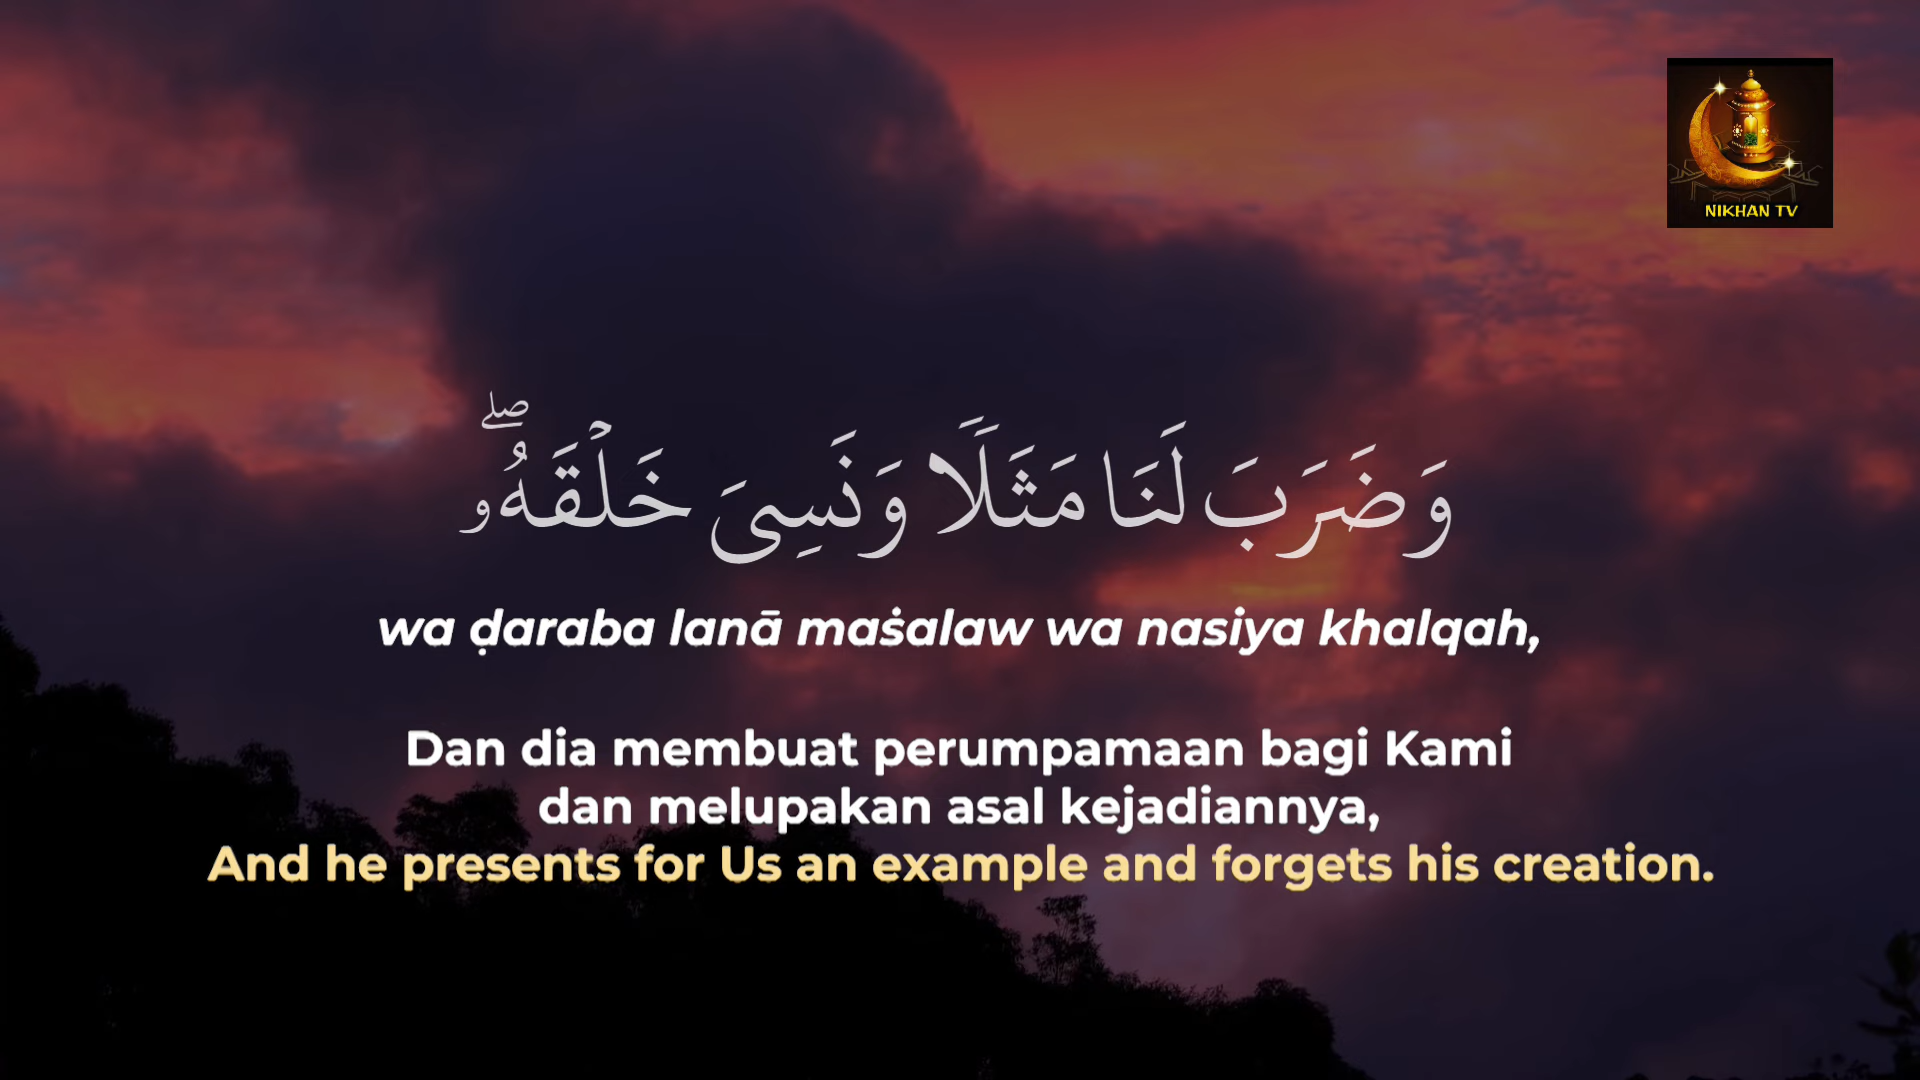 NIKHAN TV
وَضَرَبَ لَنَا مَثَلًا وَنَسِىَ خَلْقَهُۥۖ
wa ḍaraba lanā maṡalaw wa nasiya khalqah,
Dan dia membuat perumpamaan bagi Kami
dan melupakan asal kejadiannya,
And he presents for Us an example and forgets his creation.